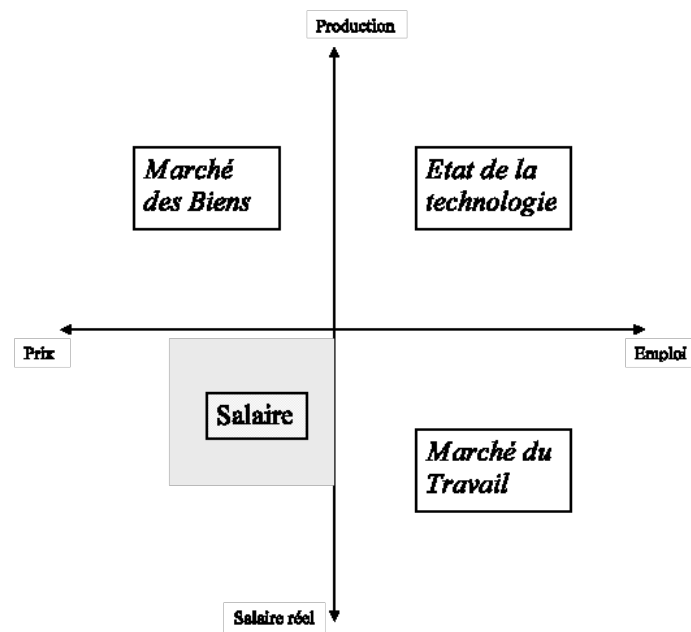 Production
Marché
des Biens
Etat de la
technologie
Prix
Emploi
Salaire
Marché du
Travail
Salaire réel